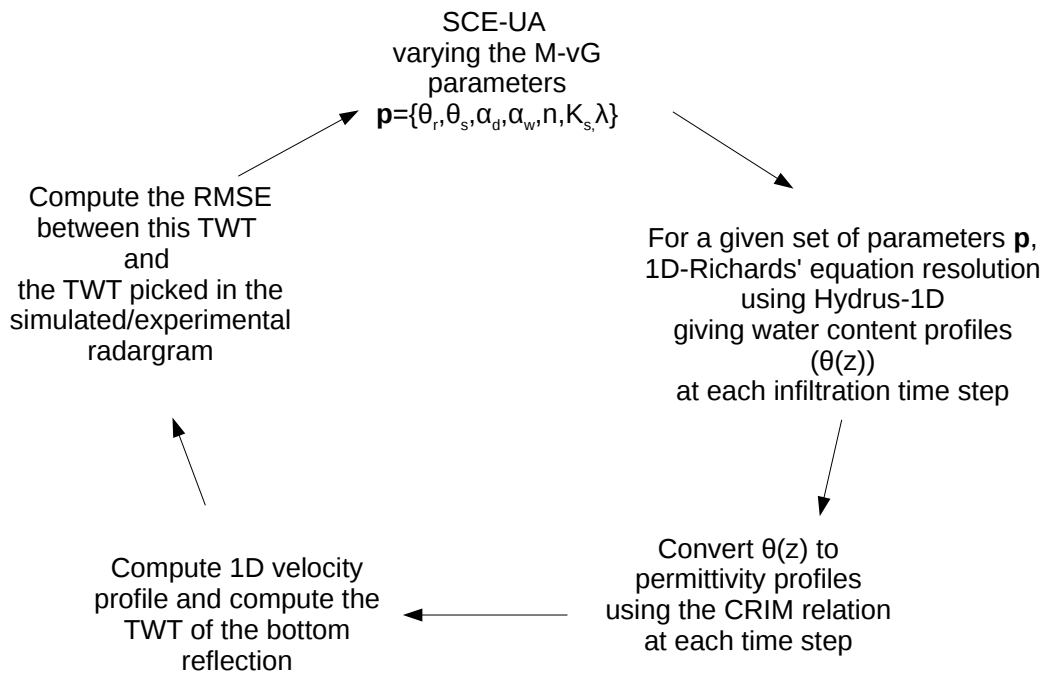 SCE-UA
varying the M-vG
parameters
p={θr,θs,αd,αw,n,Ks,λ}
For a given set of parameters p,
1D-Richards' equation resolution
using Hydrus-1D
giving water content profiles
(θ(z))
at each infiltration time step
Convert θ(z) to
permittivity profiles
using the CRIM relation
at each time step
Compute 1D velocity
profile and compute the
TWT of the bottom
reflection
Compute the RMSE
between this TWT
and
the TWT picked in the
simulated/experimental
radargram